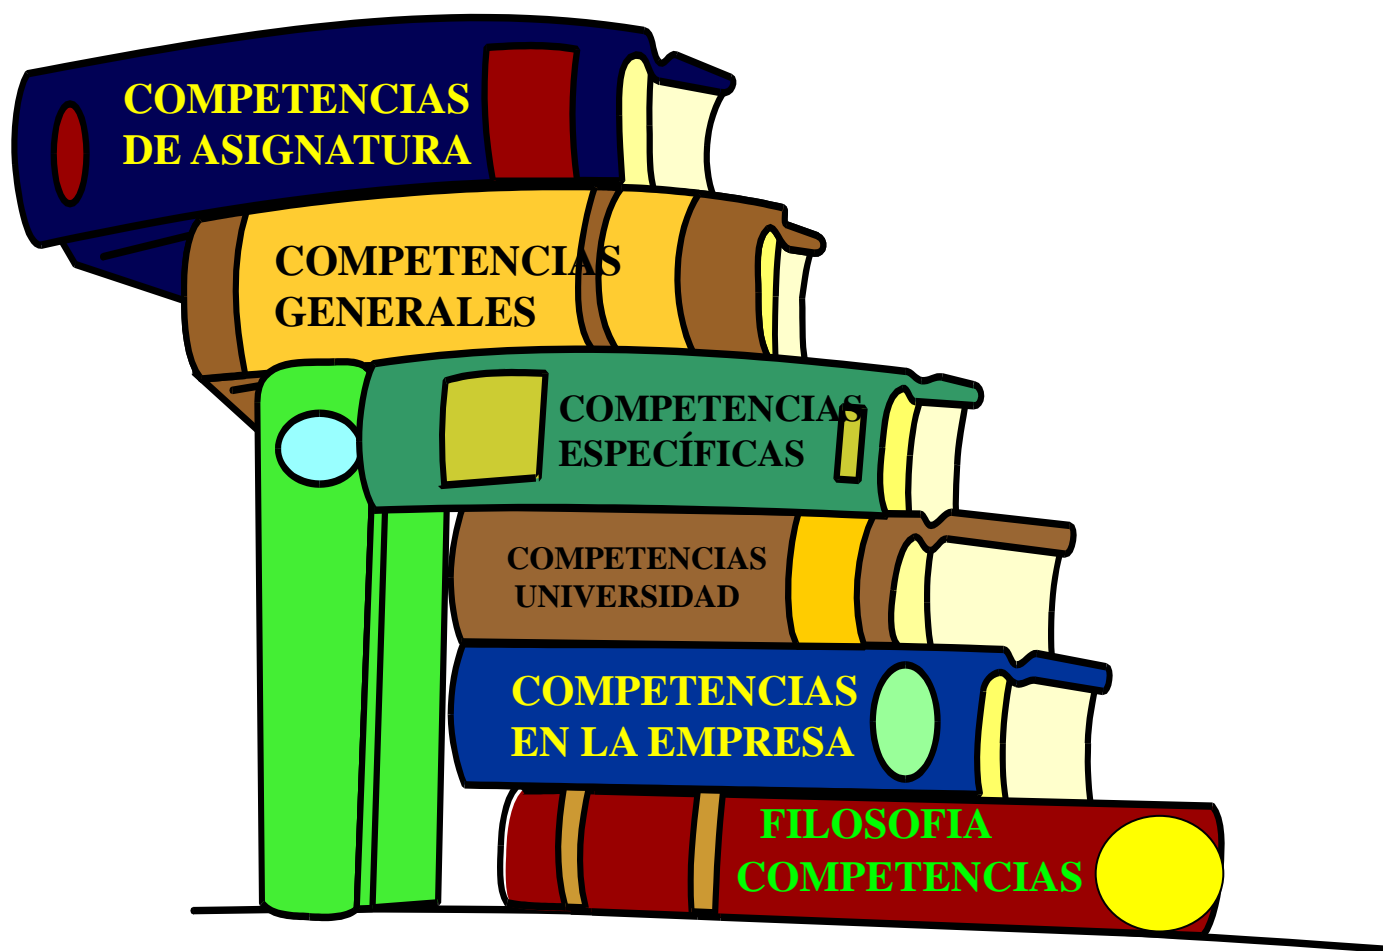 COMPETENCIAS
DE ASIGNATURA
COMPETENCIAS
GENERALES
COMPETENCIAS
ESPECÍFICAS
COMPETENCIAS
UNIVERSIDAD
COMPETENCIAS
EN LA EMPRESA
FILOSOFIA
COMPETENCIAS